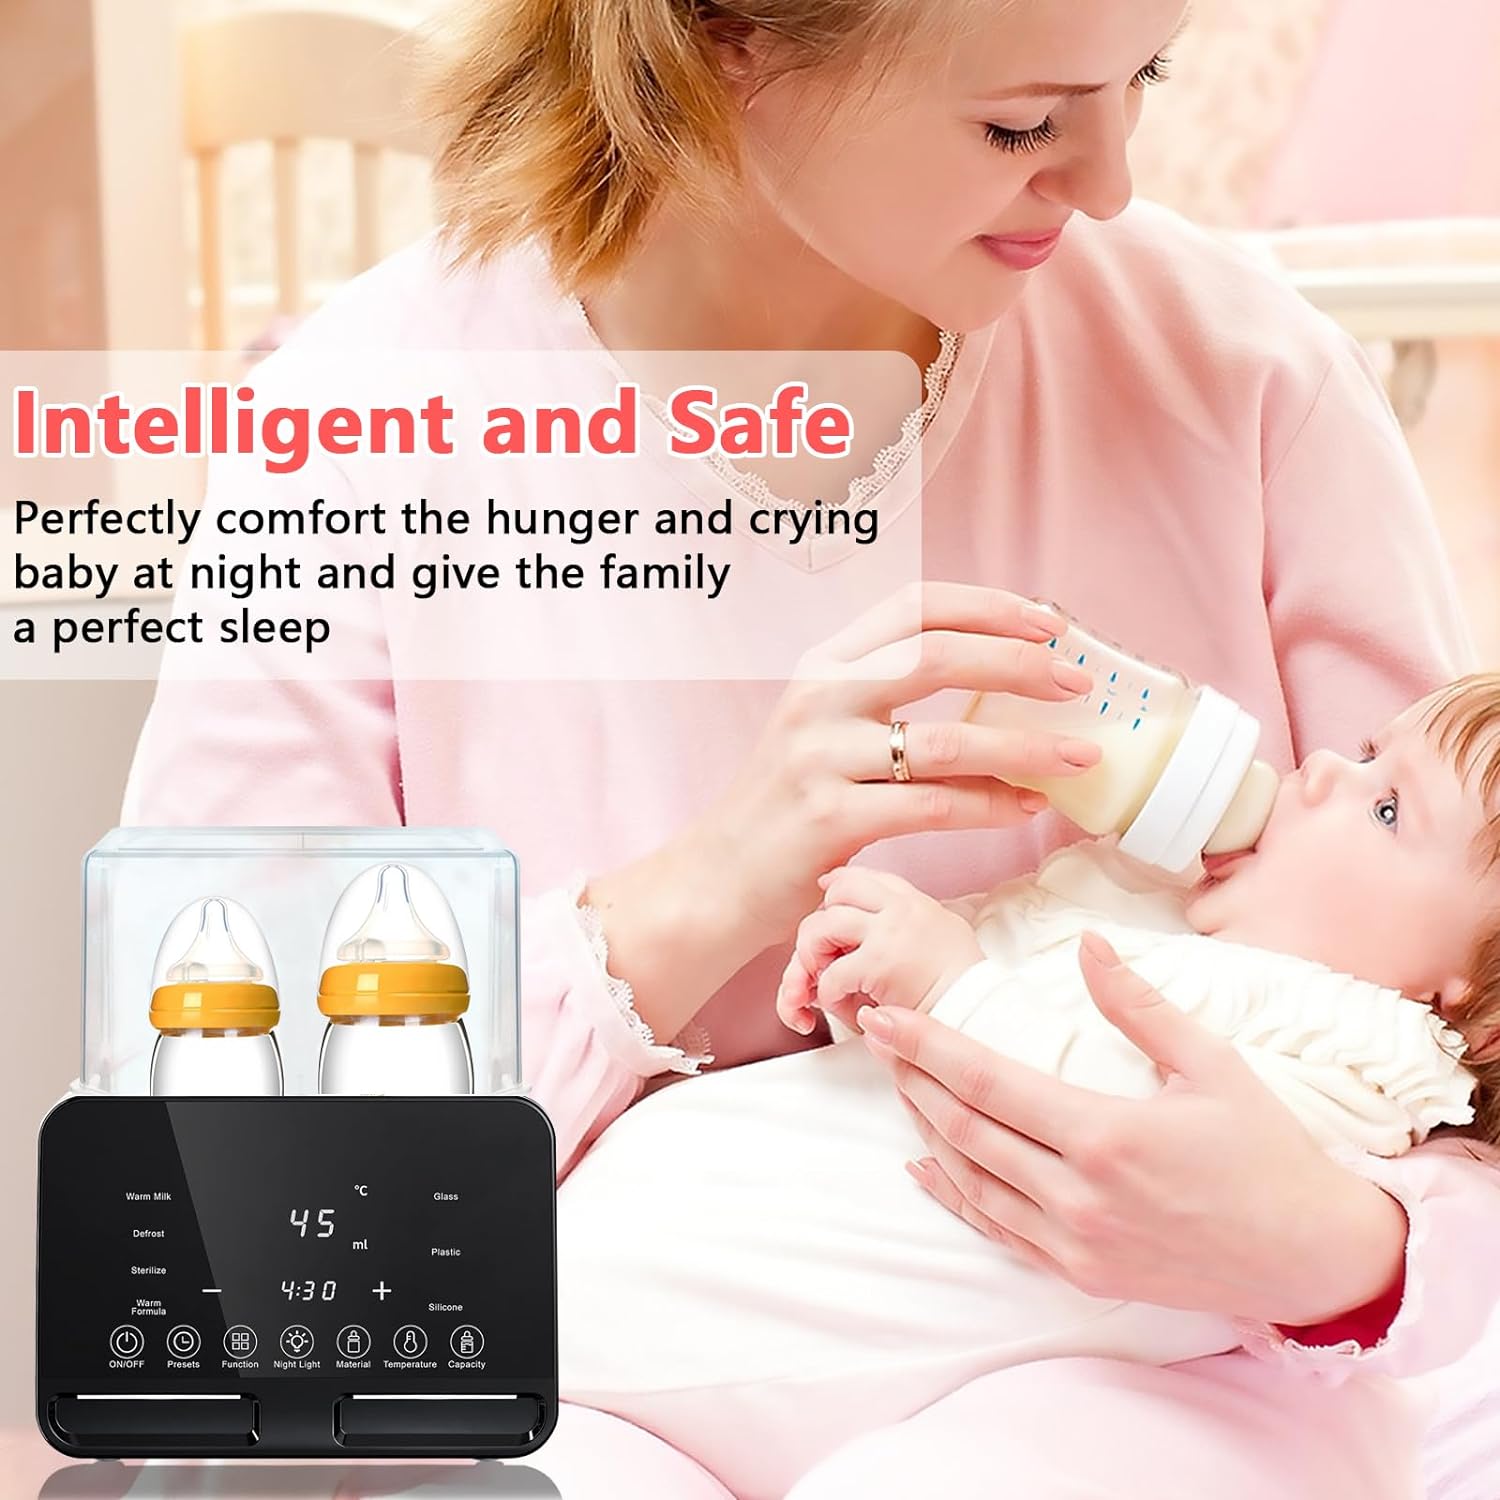 Intelligent and Safe
Perfectly comfort the hunger and crying
baby at night and give the family
a perfect sleep
Warm Milk
Defrost
Sterilize
Warm
Formula
°C
45
ml
− 4:30 +
Glass
Plastic
Silicone
ON/OFF Presets Function Night Light Material Temperature Capacity